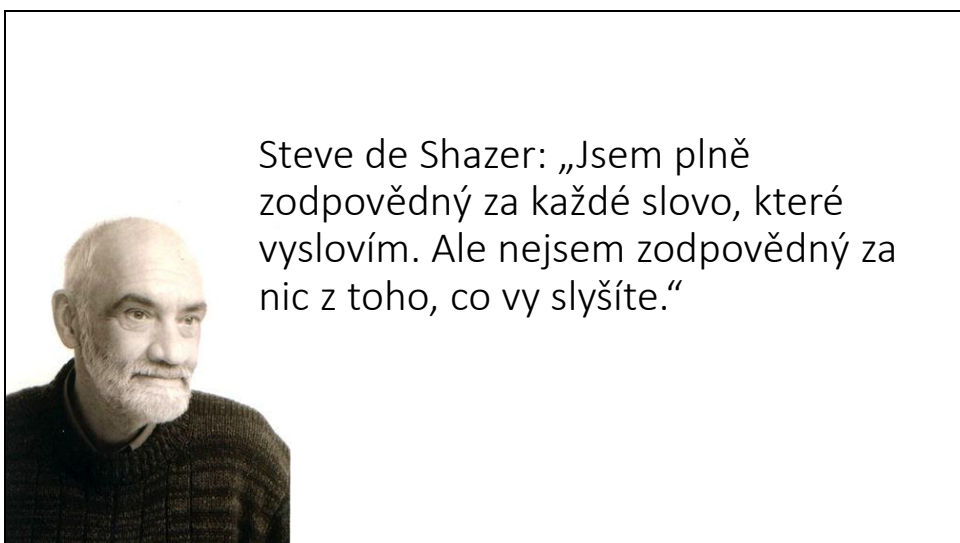 Steve de Shazer: „Jsem plně
zodpovědný za každé slovo, které
vyslovím. Ale nejsem zodpovědný za
nic z toho, co vy slyšíte.“